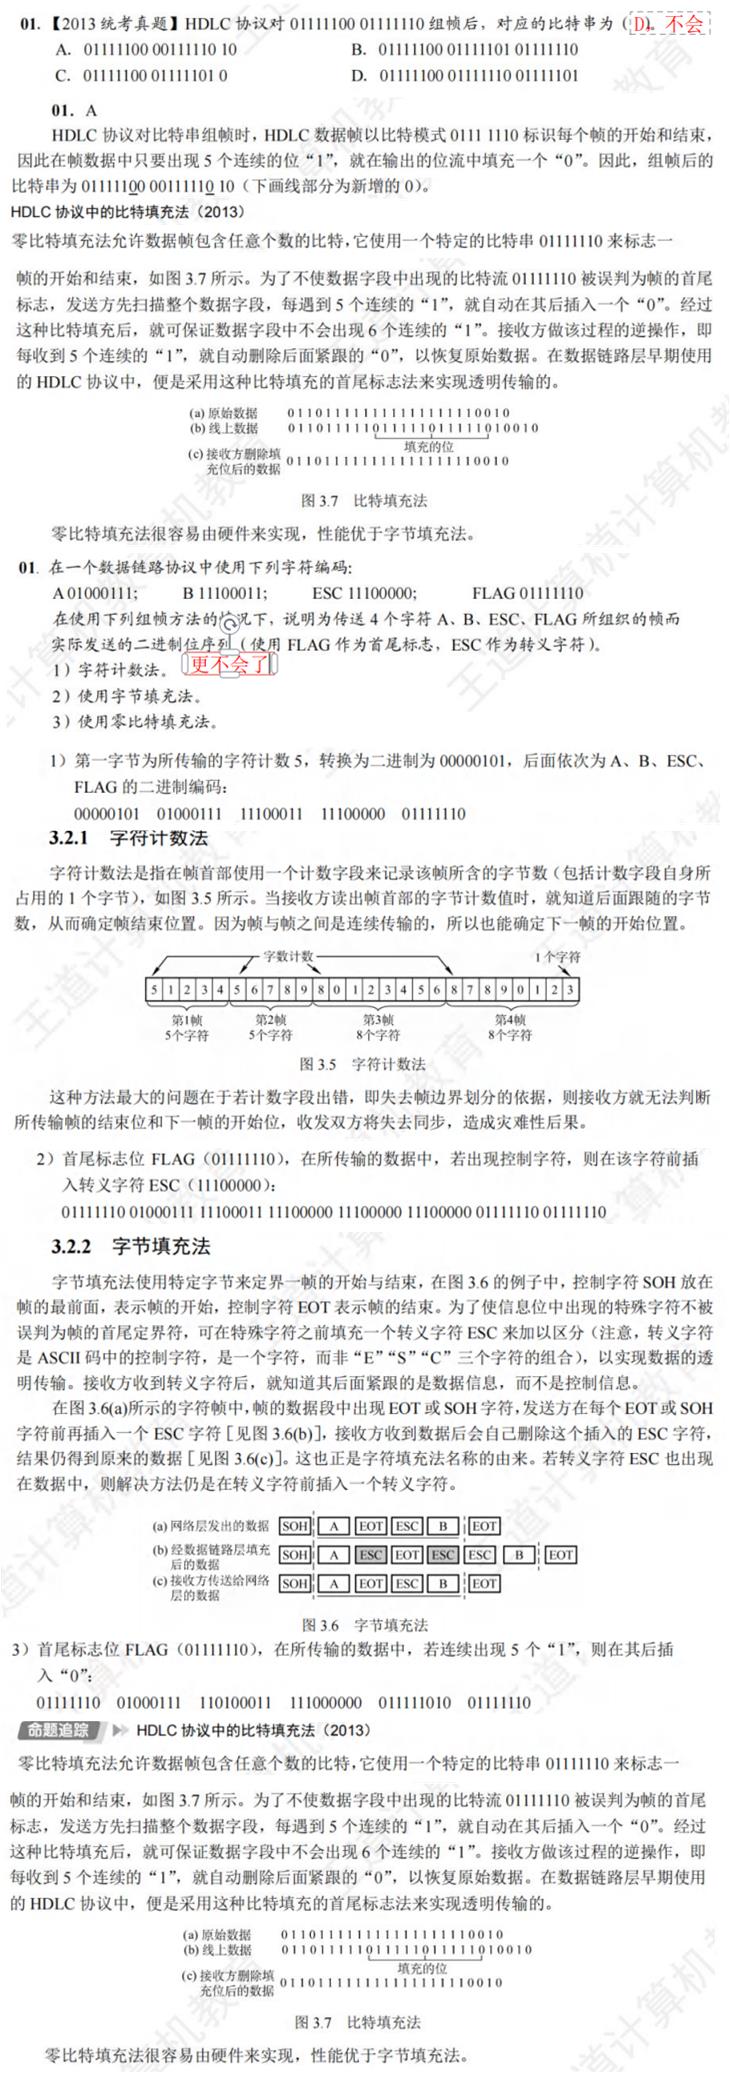 01.【2013 统考真题】HDLC 协议对 01111100 01111110 组帧后，对应的比特串为（ D。不会
A. 01111100 00111110 10 B. 01111100 01111101 01111110
C. 01111100 01111101 0 D. 01111100 01111110 01111101
01. A
HDLC 协议对比特串组帧时，HDLC 数据帧以比特模式 0111 1110 标识每个帧的开始和结束，
因此在帧数据中只要出现 5 个连续的位“1”，就在输出的位流中填充一个“0”。因此，组帧后的
比特串为 01111100 00111110 10（下画线部分为新增的 0）。
HDLC 协议中的比特填充法（2013）
零比特填充法允许数据帧包含任意个数的比特，它使用一个特定的比特串 01111110 来标志一
帧的开始和结束，如图 3.7 所示。为了不使数据字段中出现的比特流 01111110 被误判为帧的首尾
标志，发送方先扫描整个数据字段，每遇到 5 个连续的“1”，就自动在其后插入一个“0”。经过
这种比特填充后，就可保证数据字段中不会出现 6 个连续的“1”。接收方做该过程的逆操作，即
每收到 5 个连续的“1”，就自动删除后面紧跟的“0”，以恢复原始数据。在数据链路层早期使用
的 HDLC 协议中，便是采用这种比特填充的首尾标志法来实现透明传输的。
(a) 原始数据
(b) 线上数据
填充的位
(c) 接收方删除填
充位后的数据
图 3.7 比特填充法
零比特填充法很容易由硬件来实现，性能优于字节填充法。
01. 在一个数据链路协议中使用下列字符编码：
A 01000111; B 11100011; ESC 11100000; FLAG 01111110
在使用下列组帧方法的情况下，说明为传送 4 个字符 A、B、ESC、FLAG 所组织的帧而
实际发送的二进制位序列（使用 FLAG 作为首尾标志，ESC 作为转义字符）。
1）字符计数法。 更不会了
2）使用字节填充法。
3）使用零比特填充法。
1）第一字节为所传输的字符计数 5，转换为二进制为 00000101，后面依次为 A、B、ESC、
FLAG 的二进制编码：
00000101 01000111 11100011 11100000 01111110
3.2.1 字符计数法
字符计数法是指在帧首部使用一个计数字段来记录该帧所含的字节数（包括计数字段自身所
占用的 1 个字节），如图 3.5 所示。当接收方读出帧首部的字节计数值时，就知道后面跟随的字节
数，从而确定帧结束位置。因为帧与帧之间是连续传输的，所以也能确定下一帧的开始位置。
字数计数 1 个字符
5 1 2 3 4 5 6 7 8 9 8 0 1 2 3 4 5 6 8 7 8 9 0 1 2 3
第1帧 第2帧 第3帧 第4帧
5个字符 5个字符 8个字符 8个字符
图 3.5 字符计数法
这种方法最大的问题在于若计数字段出错，即失去帧边界划分的依据，则接收方就无法判断
所传输帧的结束位和下一帧的开始位，收发双方将失去同步，造成灾难性后果。
2）首尾标志位 FLAG（01111110），在所传输的数据中，若出现控制字符，则在该字符前插
入转义字符 ESC（11100000）：
01111110 01000111 11100011 11100000 11100000 11100000 01111110 01111110
3.2.2 字节填充法
字节填充法使用特定字节来定界一帧的开始与结束，在图 3.6 的例子中，控制字符 SOH 放在
帧的最前面，表示帧的开始，控制字符 EOT 表示帧的结束。为了使信息位中出现的特殊字符不被
误判为帧的首尾定界符，可在特殊字符之前填充一个转义字符 ESC 来加以区分（注意，转义字符
是 ASCII 码中的控制字符，是一个字符，而非“E”“S”“C”三个字符的组合），以实现数据的透
明传输。接收方收到转义字符后，就知道其后面紧跟的是数据信息，而不是控制信息。
在图 3.6(a)所示的字符帧中，帧的数据段中出现 EOT 或 SOH 字符，发送方在每个 EOT 或 SOH
字符前再插入一个 ESC 字符［见图 3.6(b)］，接收方收到数据后会自己删除这个插入的 ESC 字符，
结果仍得到原来的数据［见图 3.6(c)］。这也正是字符填充法名称的由来。若转义字符 ESC 也出现
在数据中，则解决方法仍是在转义字符前插入一个转义字符。
(a) 网络层发出的数据 SOH A EOT ESC B EOT
(b) 经数据链路层填充
后的数据 SOH A ESC EOT ESC ESC B EOT
(c) 接收方传送给网络
层的数据 SOH A EOT ESC B EOT
图 3.6 字节填充法
3）首尾标志位 FLAG（01111110），在所传输的数据中，若连续出现 5 个“1”，则在其后插
入“0”：
01111110 01000111 110100011 111000000 011111010 01111110
命题追踪 HDLC 协议中的比特填充法（2013）
零比特填充法允许数据帧包含任意个数的比特，它使用一个特定的比特串 01111110 来标志一
帧的开始和结束，如图 3.7 所示。为了不使数据字段中出现的比特流 01111110 被误判为帧的首尾
标志，发送方先扫描整个数据字段，每遇到 5 个连续的“1”，就自动在其后插入一个“0”。经过
这种比特填充后，就可保证数据字段中不会出现 6 个连续的“1”。接收方做该过程的逆操作，即
每收到 5 个连续的“1”，就自动删除后面紧跟的“0”，以恢复原始数据。在数据链路层早期使用
的 HDLC 协议中，便是采用这种比特填充的首尾标志法来实现透明传输的。
(a) 原始数据
(b) 线上数据
填充的位
(c) 接收方删除填
充位后的数据
图 3.7 比特填充法
零比特填充法很容易由硬件来实现，性能优于字节填充法。